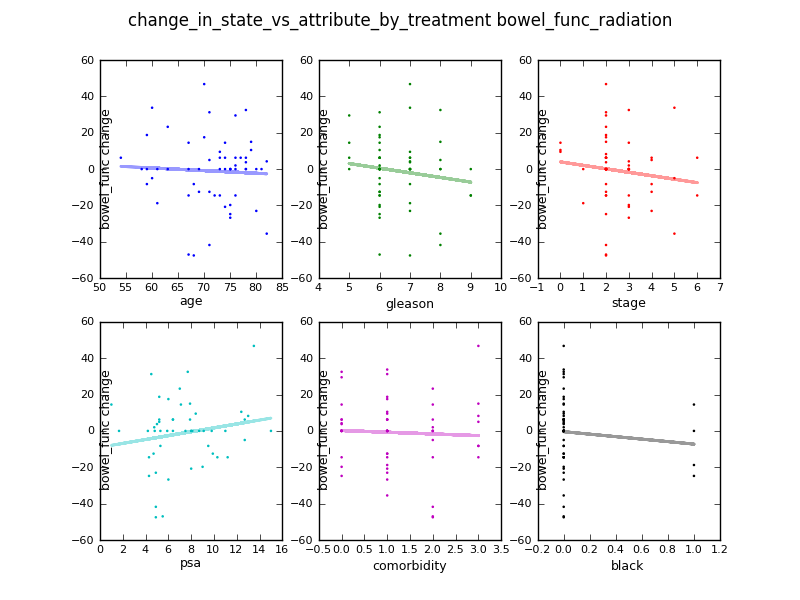 change_in_state_vs_attribute_by_treatment bowel_func_radiation
60
40
20
0
−20
−40
−60
bowel_func change
50 55 60 65 70 75 80 85
age
60
40
20
0
−20
−40
−60
bowel_func change
4 5 6 7 8 9 10
gleason
60
40
20
0
−20
−40
−60
bowel_func change
−1 0 1 2 3 4 5 6 7
stage
60
40
20
0
−20
−40
−60
bowel_func change
0 2 4 6 8 10 12 14 16
psa
60
40
20
0
−20
−40
−60
bowel_func change
−0.5 0.0 0.5 1.0 1.5 2.0 2.5 3.0 3.5
comorbidity
60
40
20
0
−20
−40
−60
bowel_func change
−0.2 0.0 0.2 0.4 0.6 0.8 1.0 1.2
black